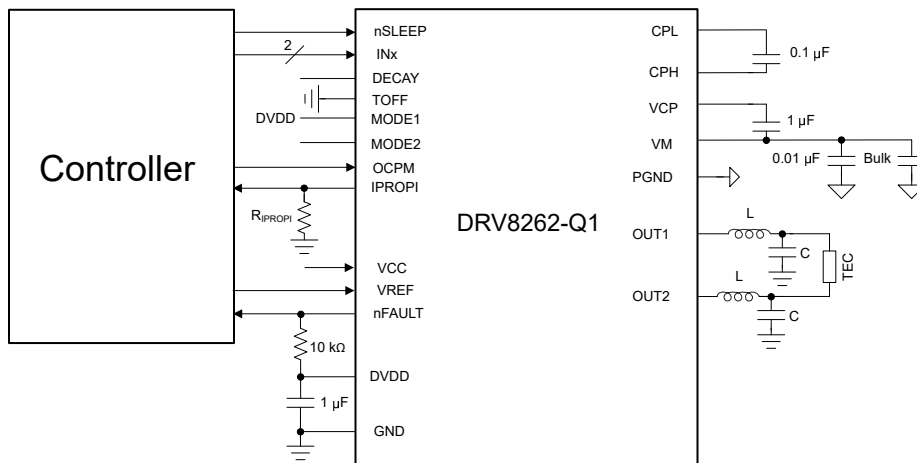 Controller
2
DVDD
R_IPROPI
10 kΩ
1 µF
nSLEEP
INx
DECAY
TOFF
MODE1
MODE2
OCPM
IPROPI
VCC
VREF
nFAULT
DVDD
GND
DRV8262-Q1
CPL
CPH
VCP
VM
PGND
OUT1
OUT2
0.1 µF
1 µF
0.01 µF
Bulk
L
C
TEC
L
C